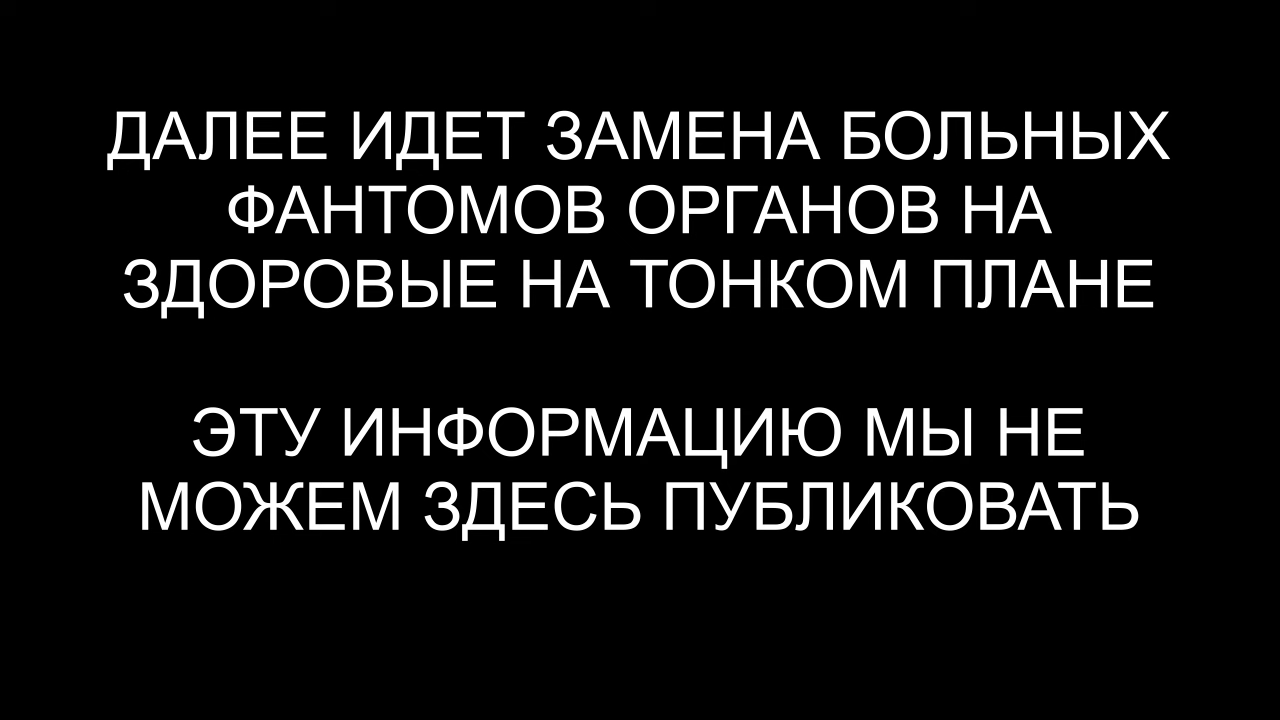 ДАЛЕЕ ИДЕТ ЗАМЕНА БОЛЬНЫХ
ФАНТОМОВ ОРГАНОВ НА
ЗДОРОВЫЕ НА ТОНКОМ ПЛАНЕ
ЭТУ ИНФОРМАЦИЮ МЫ НЕ
МОЖЕМ ЗДЕСЬ ПУБЛИКОВАТЬ